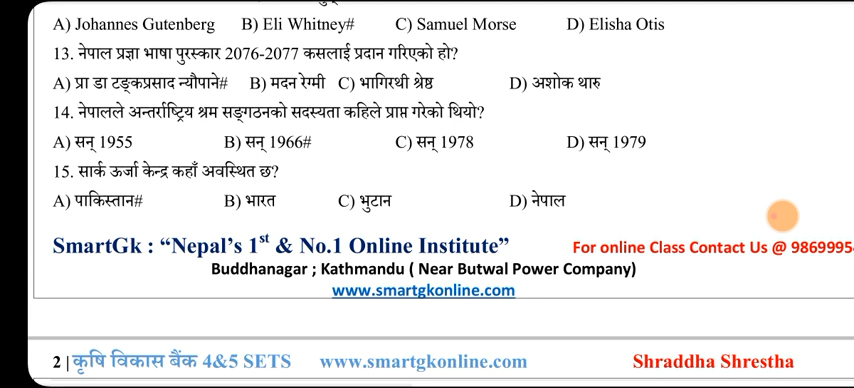 A) Johannes Gutenberg B) Eli Whitney# C) Samuel Morse D) Elisha Otis
13. नेपाल प्रज्ञा भाषा पुरस्कार 2076-2077 कसलाई प्रदान गरिएको हो?
A) प्रा डा टङ्कप्रसाद न्यौपाने# B) मदन रेग्मी C) भागिरथी श्रेष्ठ D) अशोक थारु
14. नेपालले अन्तर्राष्ट्रिय श्रम सङ्गठनको सदस्यता कहिले प्राप्त गरेको थियो?
A) सन् 1955 B) सन् 1966# C) सन् 1978 D) सन् 1979
15. सार्क ऊर्जा केन्द्र कहाँ अवस्थित छ?
A) पाकिस्तान# B) भारत C) भुटान D) नेपाल
SmartGk : “Nepal’s 1st & No.1 Online Institute” For online Class Contact Us @ 9869995
Buddhanagar ; Kathmandu ( Near Butwal Power Company)
www.smartgkonline.com
2 | कृषि विकास बैंक 4&5 SETS www.smartgkonline.com Shraddha Shrestha